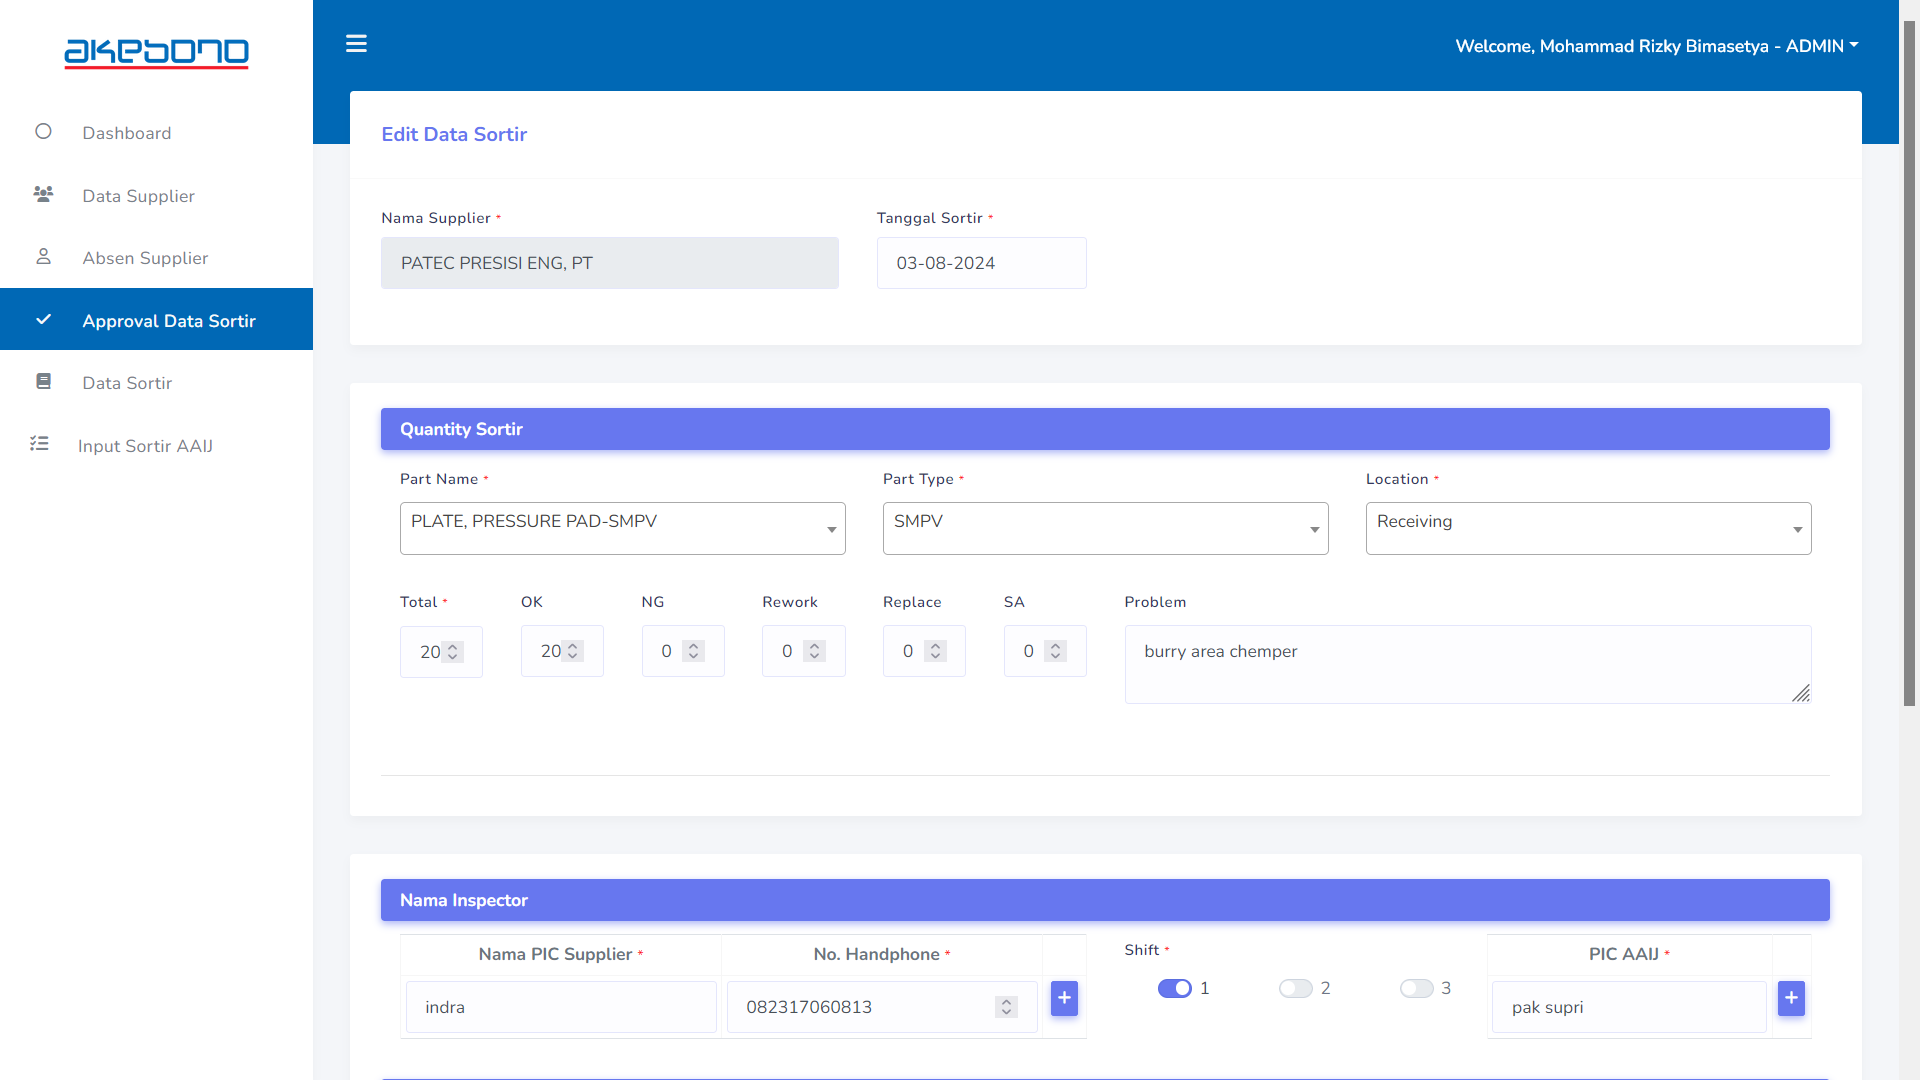 akebono
Welcome, Mohammad Rizky Bimasetya - ADMIN
Dashboard
Data Supplier
Absen Supplier
Approval Data Sortir
Data Sortir
Input Sortir AAIJ
Edit Data Sortir
Nama Supplier * Tanggal Sortir *
PATEC PRESISI ENG, PT 03-08-2024
Quantity Sortir
Part Name * Part Type * Location *
PLATE, PRESSURE PAD-SMPV SMPV Receiving
Total * OK NG Rework Replace SA Problem
20 20 0 0 0 0 burry area chemper
Nama Inspector
Nama PIC Supplier * No. Handphone * Shift * PIC AAIJ *
indra 082317060813 + 1 2 3 pak supri +